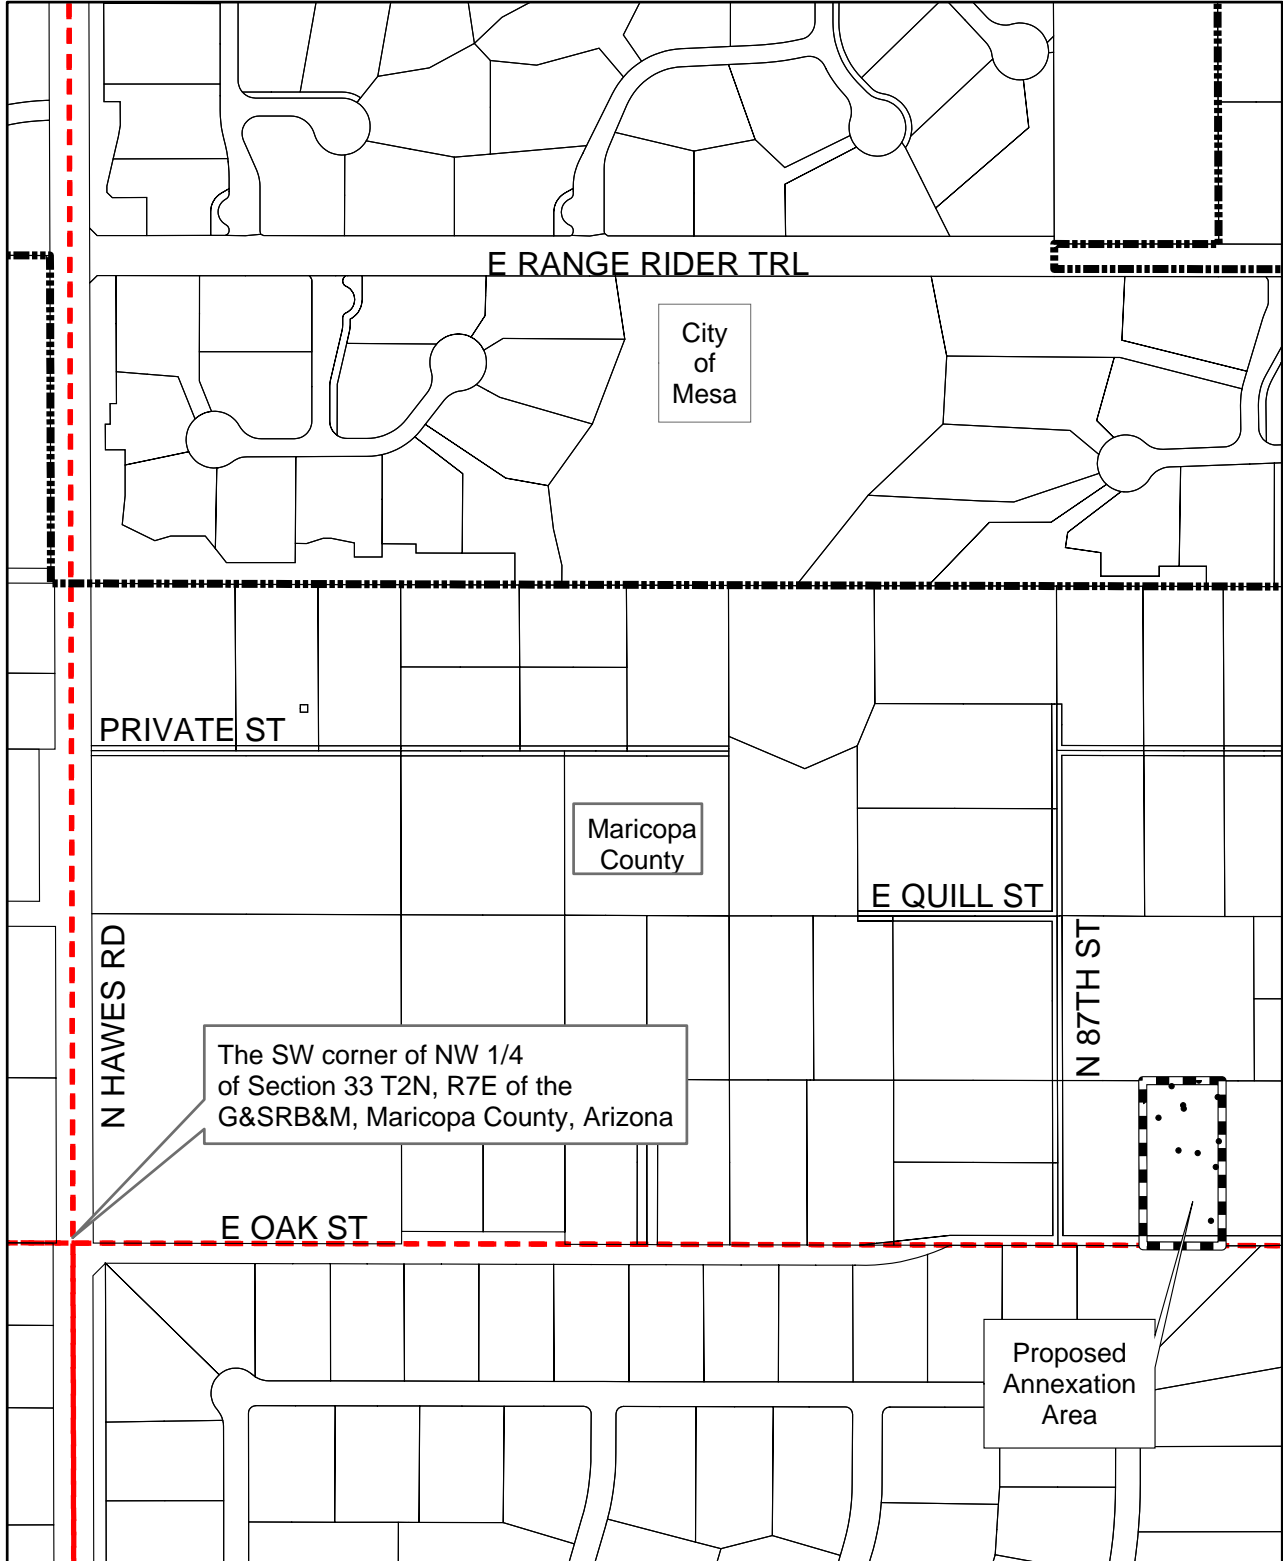 E RANGE RIDER TRL
City
of
Mesa
PRIVATE ST
Maricopa
County
E QUILL ST
N HAWES RD
N 87TH ST
The SW corner of NW 1/4
of Section 33 T2N, R7E of the
G&SRB&M, Maricopa County, Arizona
E OAK ST
Proposed
Annexation
Area